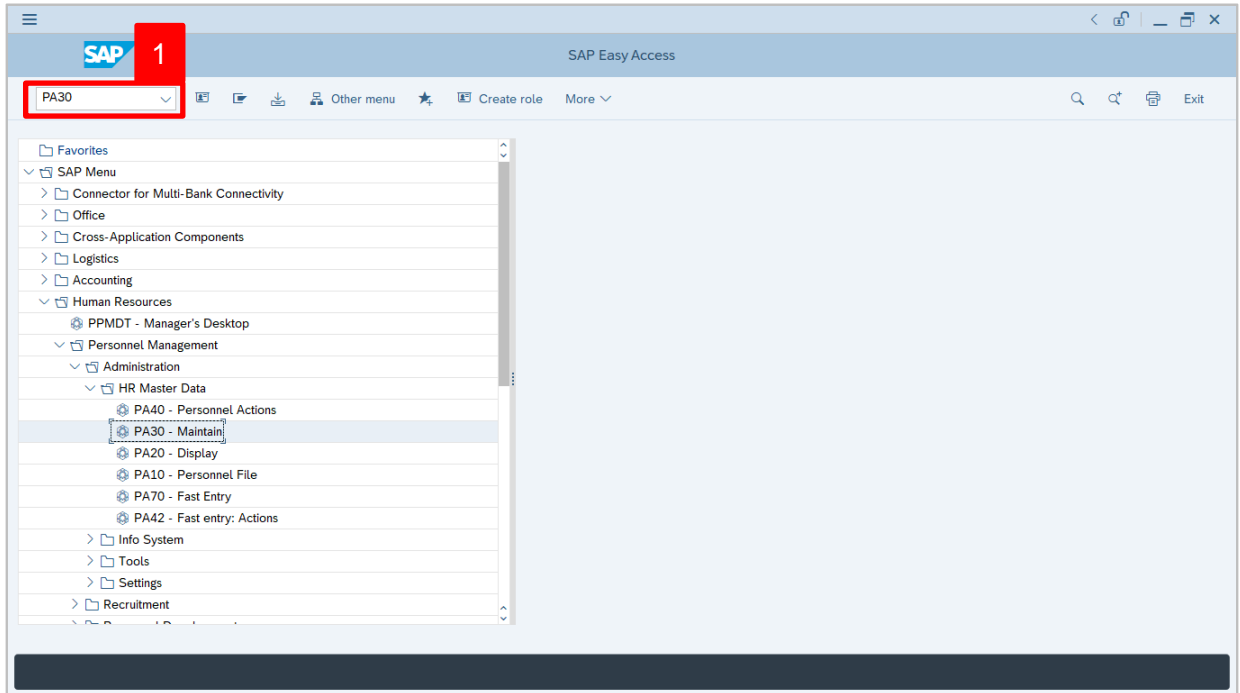 SAP
1
SAP Easy Access
PA30
Other menu
Create role
More
Exit
Favorites
SAP Menu
Connector for Multi-Bank Connectivity
Office
Cross-Application Components
Logistics
Accounting
Human Resources
PPMDT - Manager's Desktop
Personnel Management
Administration
HR Master Data
PA40 - Personnel Actions
PA30 - Maintain
PA20 - Display
PA10 - Personnel File
PA70 - Fast Entry
PA42 - Fast entry: Actions
Info System
Tools
Settings
Recruitment